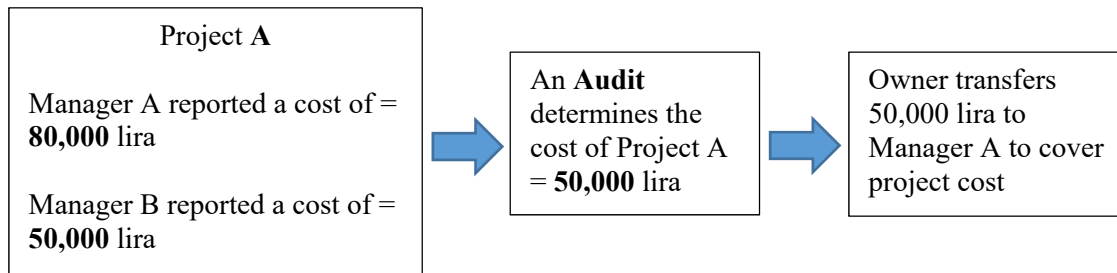 Project A
Manager A reported a cost of =
80,000 lira
Manager B reported a cost of =
50,000 lira
An Audit
determines the
cost of Project A
= 50,000 lira
Owner transfers
50,000 lira to
Manager A to cover
project cost